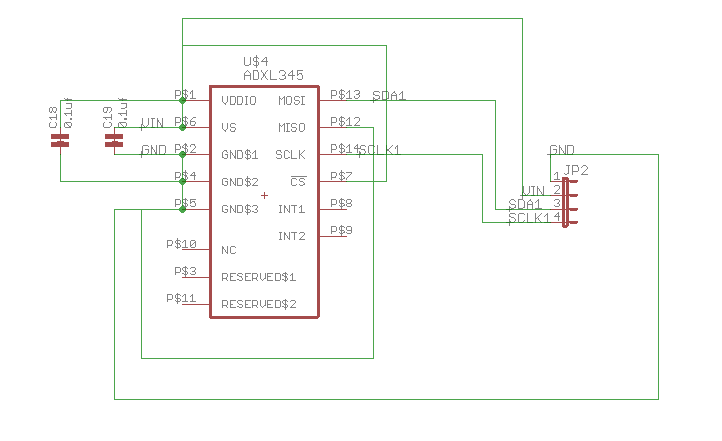 U$4
ADXL345
C18
0.1uf
C19
0.1uf
P$1
VDDIO
MOSI
P$13
SDA1
VIN
P$6
VS
MISO
P$12
GND
P$2
GND$1
SCLK
P$14
SCLK1
P$4
GND$2
CS
P$7
P$5
GND$3
INT1
P$8
INT2
P$9
P$10
NC
P$3
RESERVED$1
P$11
RESERVED$2
GND
JP2
1
VIN
2
SDA1
3
SCLK1
4